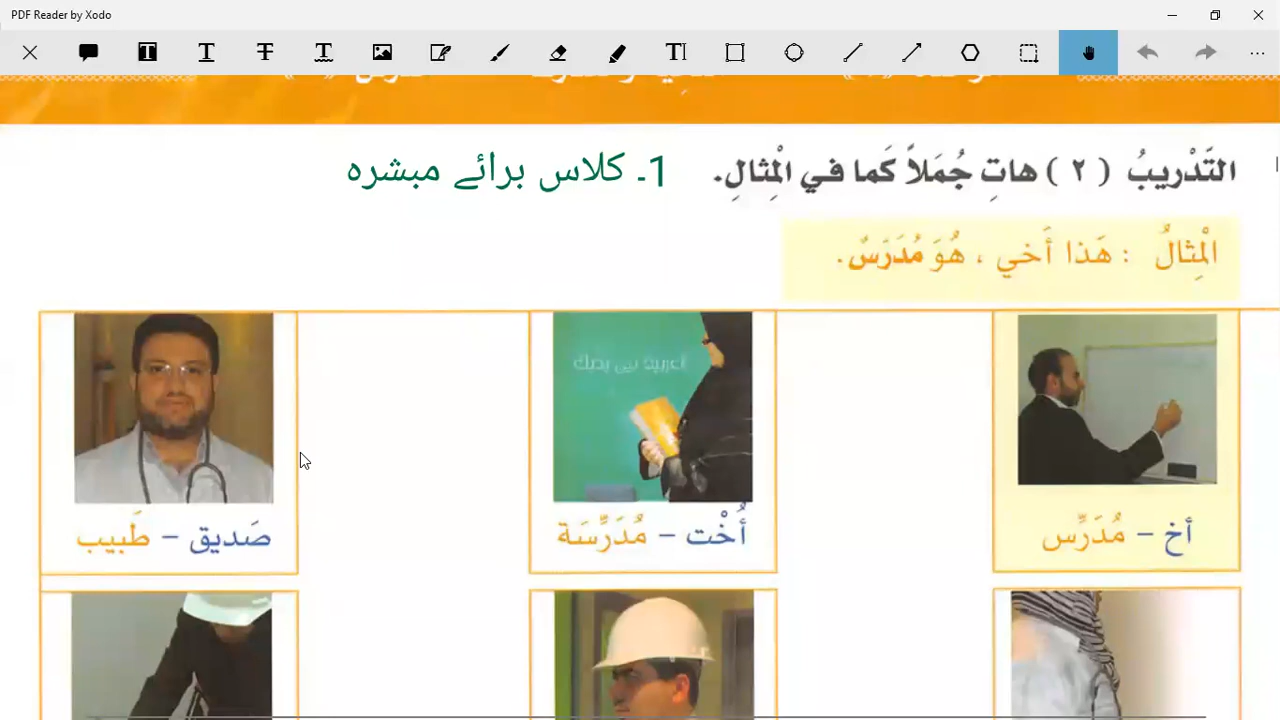 PDF Reader by Xodo
التَّدْريبُ ( ٢ ) هاتِ جُمَلاً كَما في الْمِثالِ.
1۔ کلاس برائے مبشرہ
الْمِثالُ : هَذا أَخي ، هُوَ مُدَرِّسٌ.
أخ – مُدَرِّس
أُخْت – مُدَرِّسَة
صَديق – طَبيب